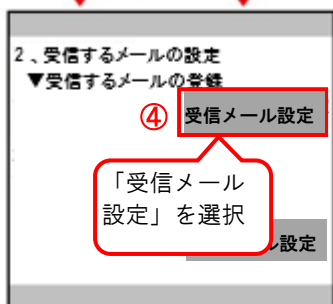 2、受信するメールの設定
▼受信するメールの登録
④ 受信メール設定
「受信メール
設定」を選択
設定